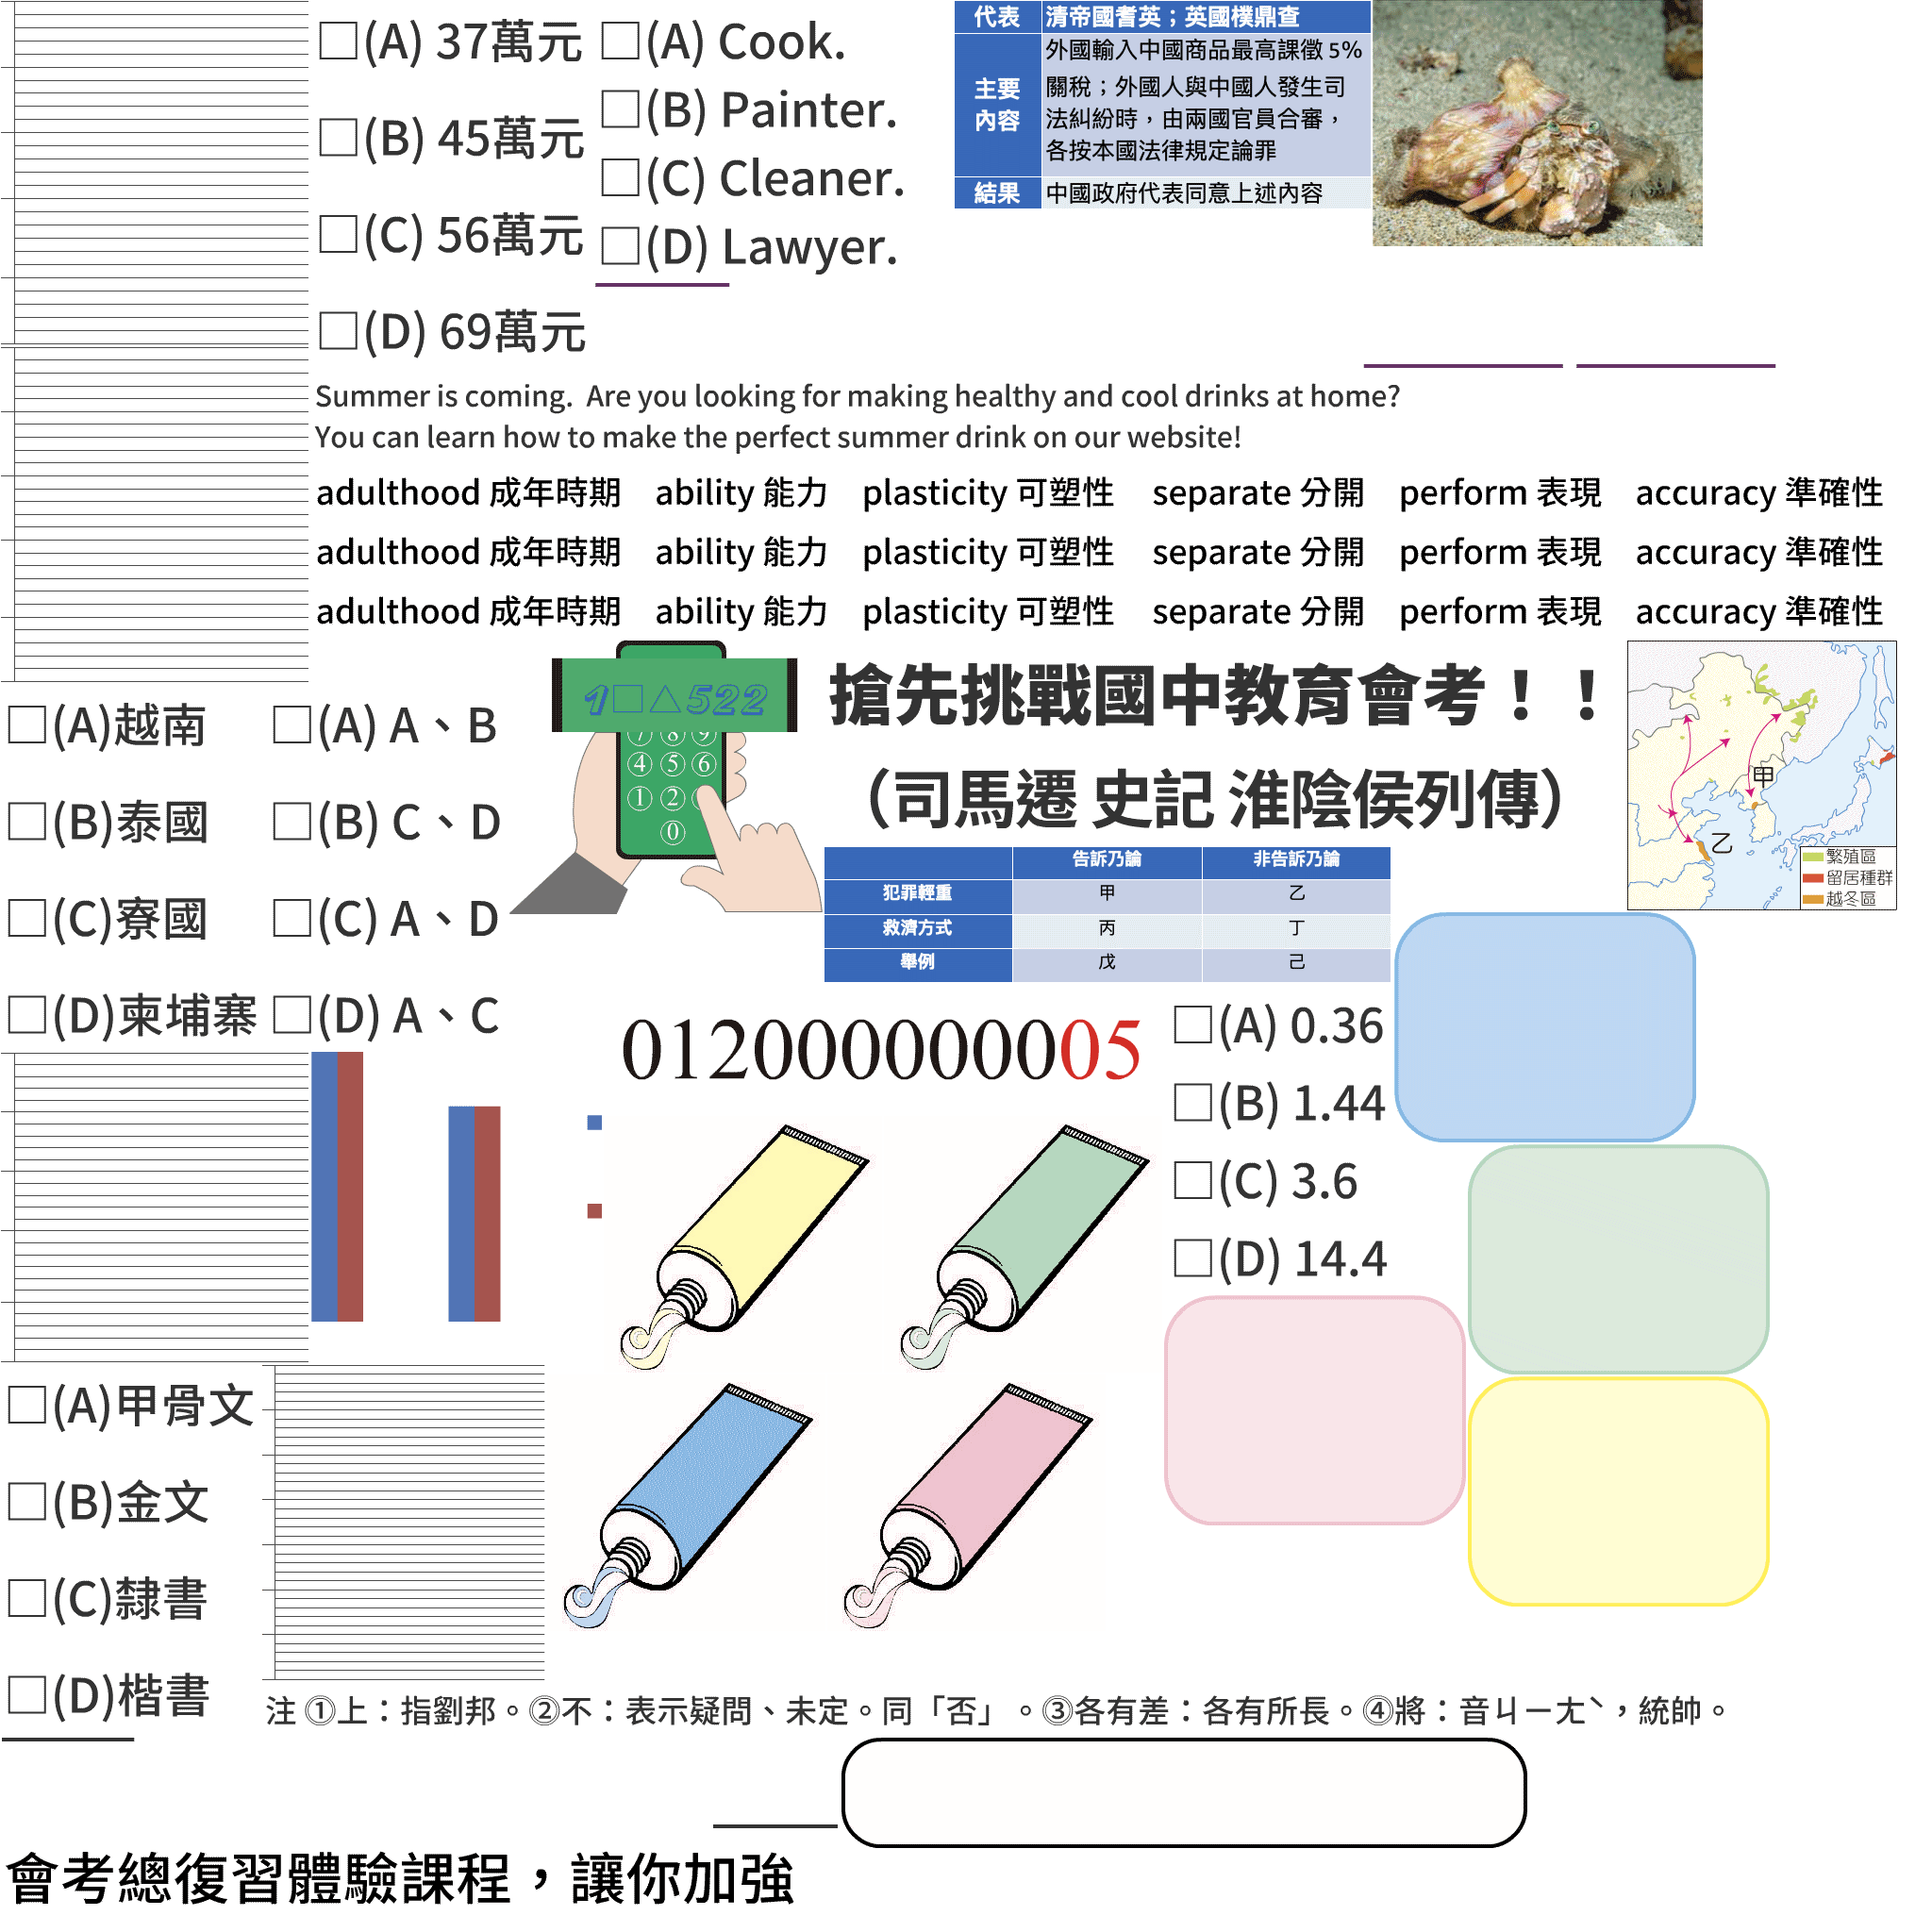 □(A) 37萬元
□(B) 45萬元
□(C) 56萬元
□(D) 69萬元
□(A) Cook.
□(B) Painter.
□(C) Cleaner.
□(D) Lawyer.
代表 清帝國耆英；英國樸鼎查
主要內容 外國輸入中國商品最高課徵 5%
關稅；外國人與中國人發生司
法糾紛時，由兩國官員合審，
各按本國法律規定論罪
結果 中國政府代表同意上述內容
Summer is coming.  Are you looking for making healthy and cool drinks at home?
You can learn how to make the perfect summer drink on our website!
adulthood 成年時期 ability 能力 plasticity 可塑性 separate 分開 perform 表現 accuracy 準確性
adulthood 成年時期 ability 能力 plasticity 可塑性 separate 分開 perform 表現 accuracy 準確性
adulthood 成年時期 ability 能力 plasticity 可塑性 separate 分開 perform 表現 accuracy 準確性
□(A)越南
□(B)泰國
□(C)寮國
□(D)柬埔寨
□(A) A、B
□(B) C、D
□(C) A、D
□(D) A、C
1□△522
7 8 9
4 5 6
1 2
0
搶先挑戰國中教育會考！！
（司馬遷 史記 淮陰侯列傳）
甲
乙
繁殖區
留居種群
越冬區
告訴乃論 非告訴乃論
犯罪輕重 甲 乙
救濟方式 丙 丁
舉例 戊 己
012000000005
□(A) 0.36
□(B) 1.44
□(C) 3.6
□(D) 14.4
□(A)甲骨文
□(B)金文
□(C)隸書
□(D)楷書
注 ①上：指劉邦。②不：表示疑問、未定。同「否」。③各有差：各有所長。④將：音ㄐㄧㄤˋ，統帥。
會考總復習體驗課程，讓你加強